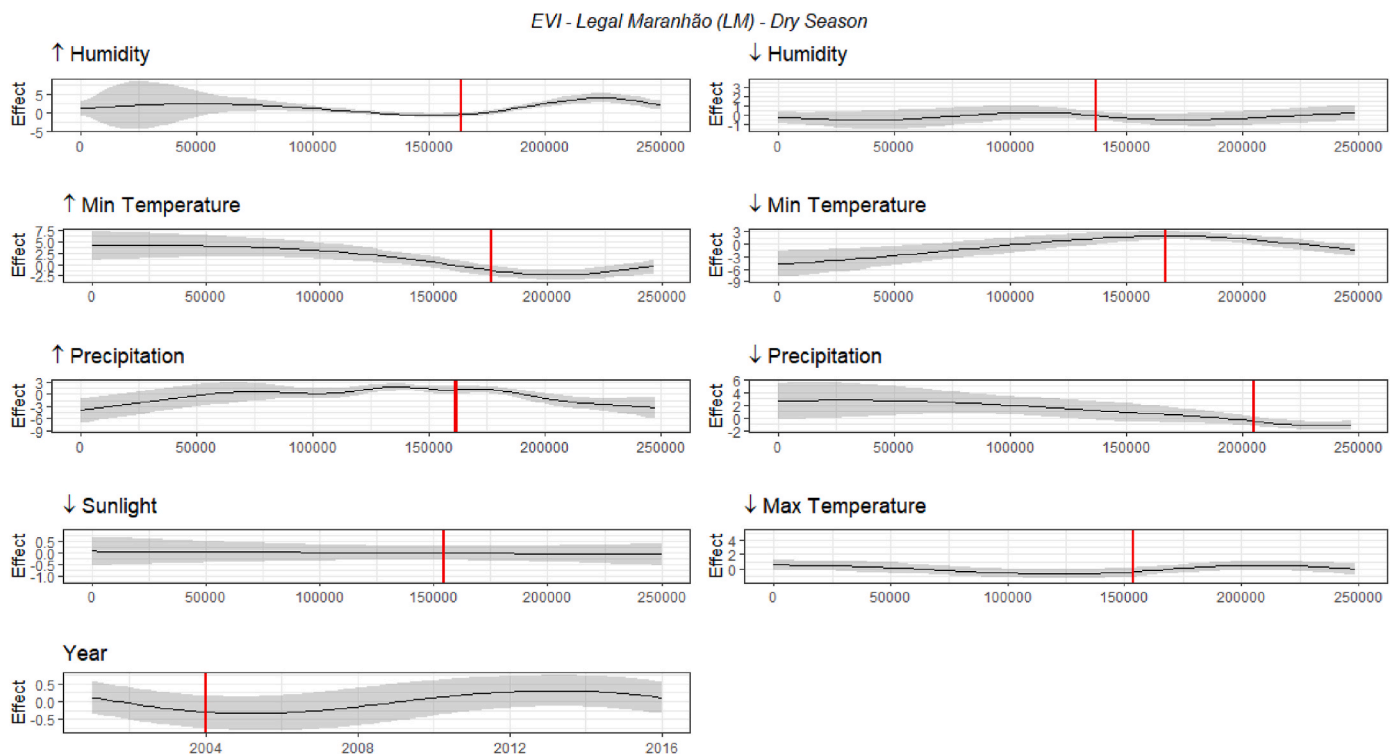 EVI - Legal Maranhão (LM) - Dry Season
↑ Humidity
Effect
5
0
-5
0 50000 100000 150000 200000 250000
↓ Humidity
Effect
3
2
1
0
-1
0 50000 100000 150000 200000 250000
↑ Min Temperature
Effect
7.5
5.0
2.5
0.0
-2.5
0 50000 100000 150000 200000 250000
↓ Min Temperature
Effect
3
0
-3
-6
-9
0 50000 100000 150000 200000 250000
↑ Precipitation
Effect
3
0
-3
-6
-9
0 50000 100000 150000 200000 250000
↓ Precipitation
Effect
6
4
2
0
-2
0 50000 100000 150000 200000 250000
↓ Sunlight
Effect
0.5
0.0
-0.5
-1.0
0 50000 100000 150000 200000 250000
↓ Max Temperature
Effect
4
2
0
0 50000 100000 150000 200000 250000
Year
Effect
0.5
0.0
-0.5
2004 2008 2012 2016